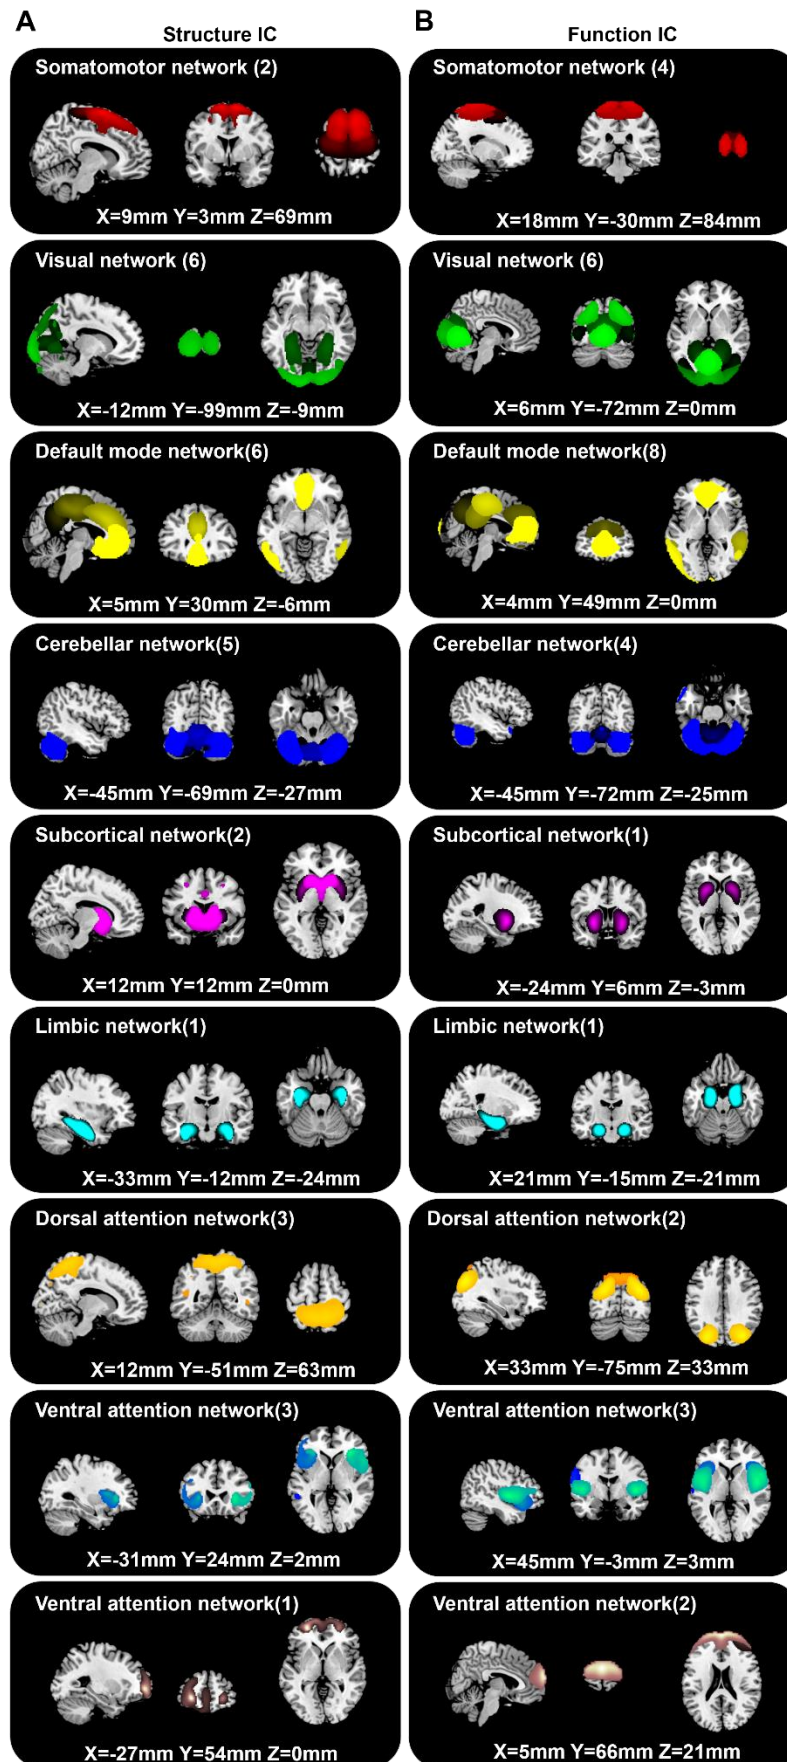 A
Structure IC
Somatomotor network (2)
X=9mm Y=3mm Z=69mm
Visual network (6)
X=-12mm Y=-99mm Z=-9mm
Default mode network(6)
X=5mm Y=30mm Z=-6mm
Cerebellar network(5)
X=-45mm Y=-69mm Z=-27mm
Subcortical network(2)
X=12mm Y=12mm Z=0mm
Limbic network(1)
X=-33mm Y=-12mm Z=-24mm
Dorsal attention network(3)
X=12mm Y=-51mm Z=63mm
Ventral attention network(3)
X=-31mm Y=24mm Z=2mm
Ventral attention network(1)
X=-27mm Y=54mm Z=0mm
B
Function IC
Somatomotor network (4)
X=18mm Y=-30mm Z=84mm
Visual network (6)
X=6mm Y=-72mm Z=0mm
Default mode network(8)
X=4mm Y=49mm Z=0mm
Cerebellar network(4)
X=-45mm Y=-72mm Z=-25mm
Subcortical network(1)
X=-24mm Y=6mm Z=-3mm
Limbic network(1)
X=21mm Y=-15mm Z=-21mm
Dorsal attention network(2)
X=33mm Y=-75mm Z=33mm
Ventral attention network(3)
X=45mm Y=-3mm Z=3mm
Ventral attention network(2)
X=5mm Y=66mm Z=21mm